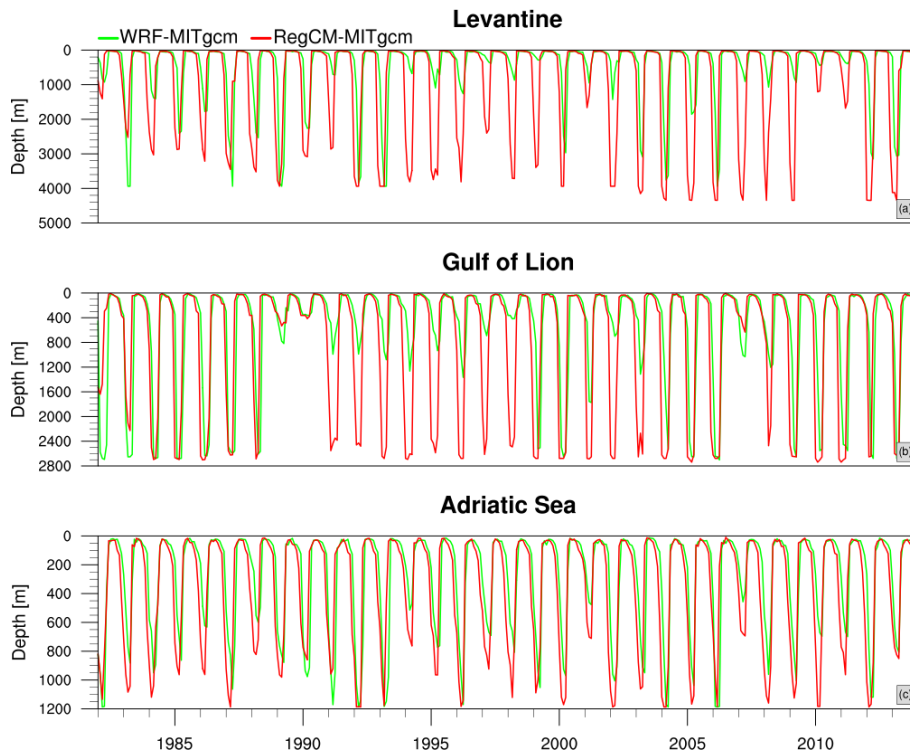 Levantine
WRF-MITgcm RegCM-MITgcm
0
1000
2000
3000
4000
5000
Depth [m]
(a)
Gulf of Lion
0
400
800
1200
1600
2000
2400
2800
Depth [m]
(b)
Adriatic Sea
0
200
400
600
800
1000
1200
Depth [m]
(c)
1985 1990 1995 2000 2005 2010